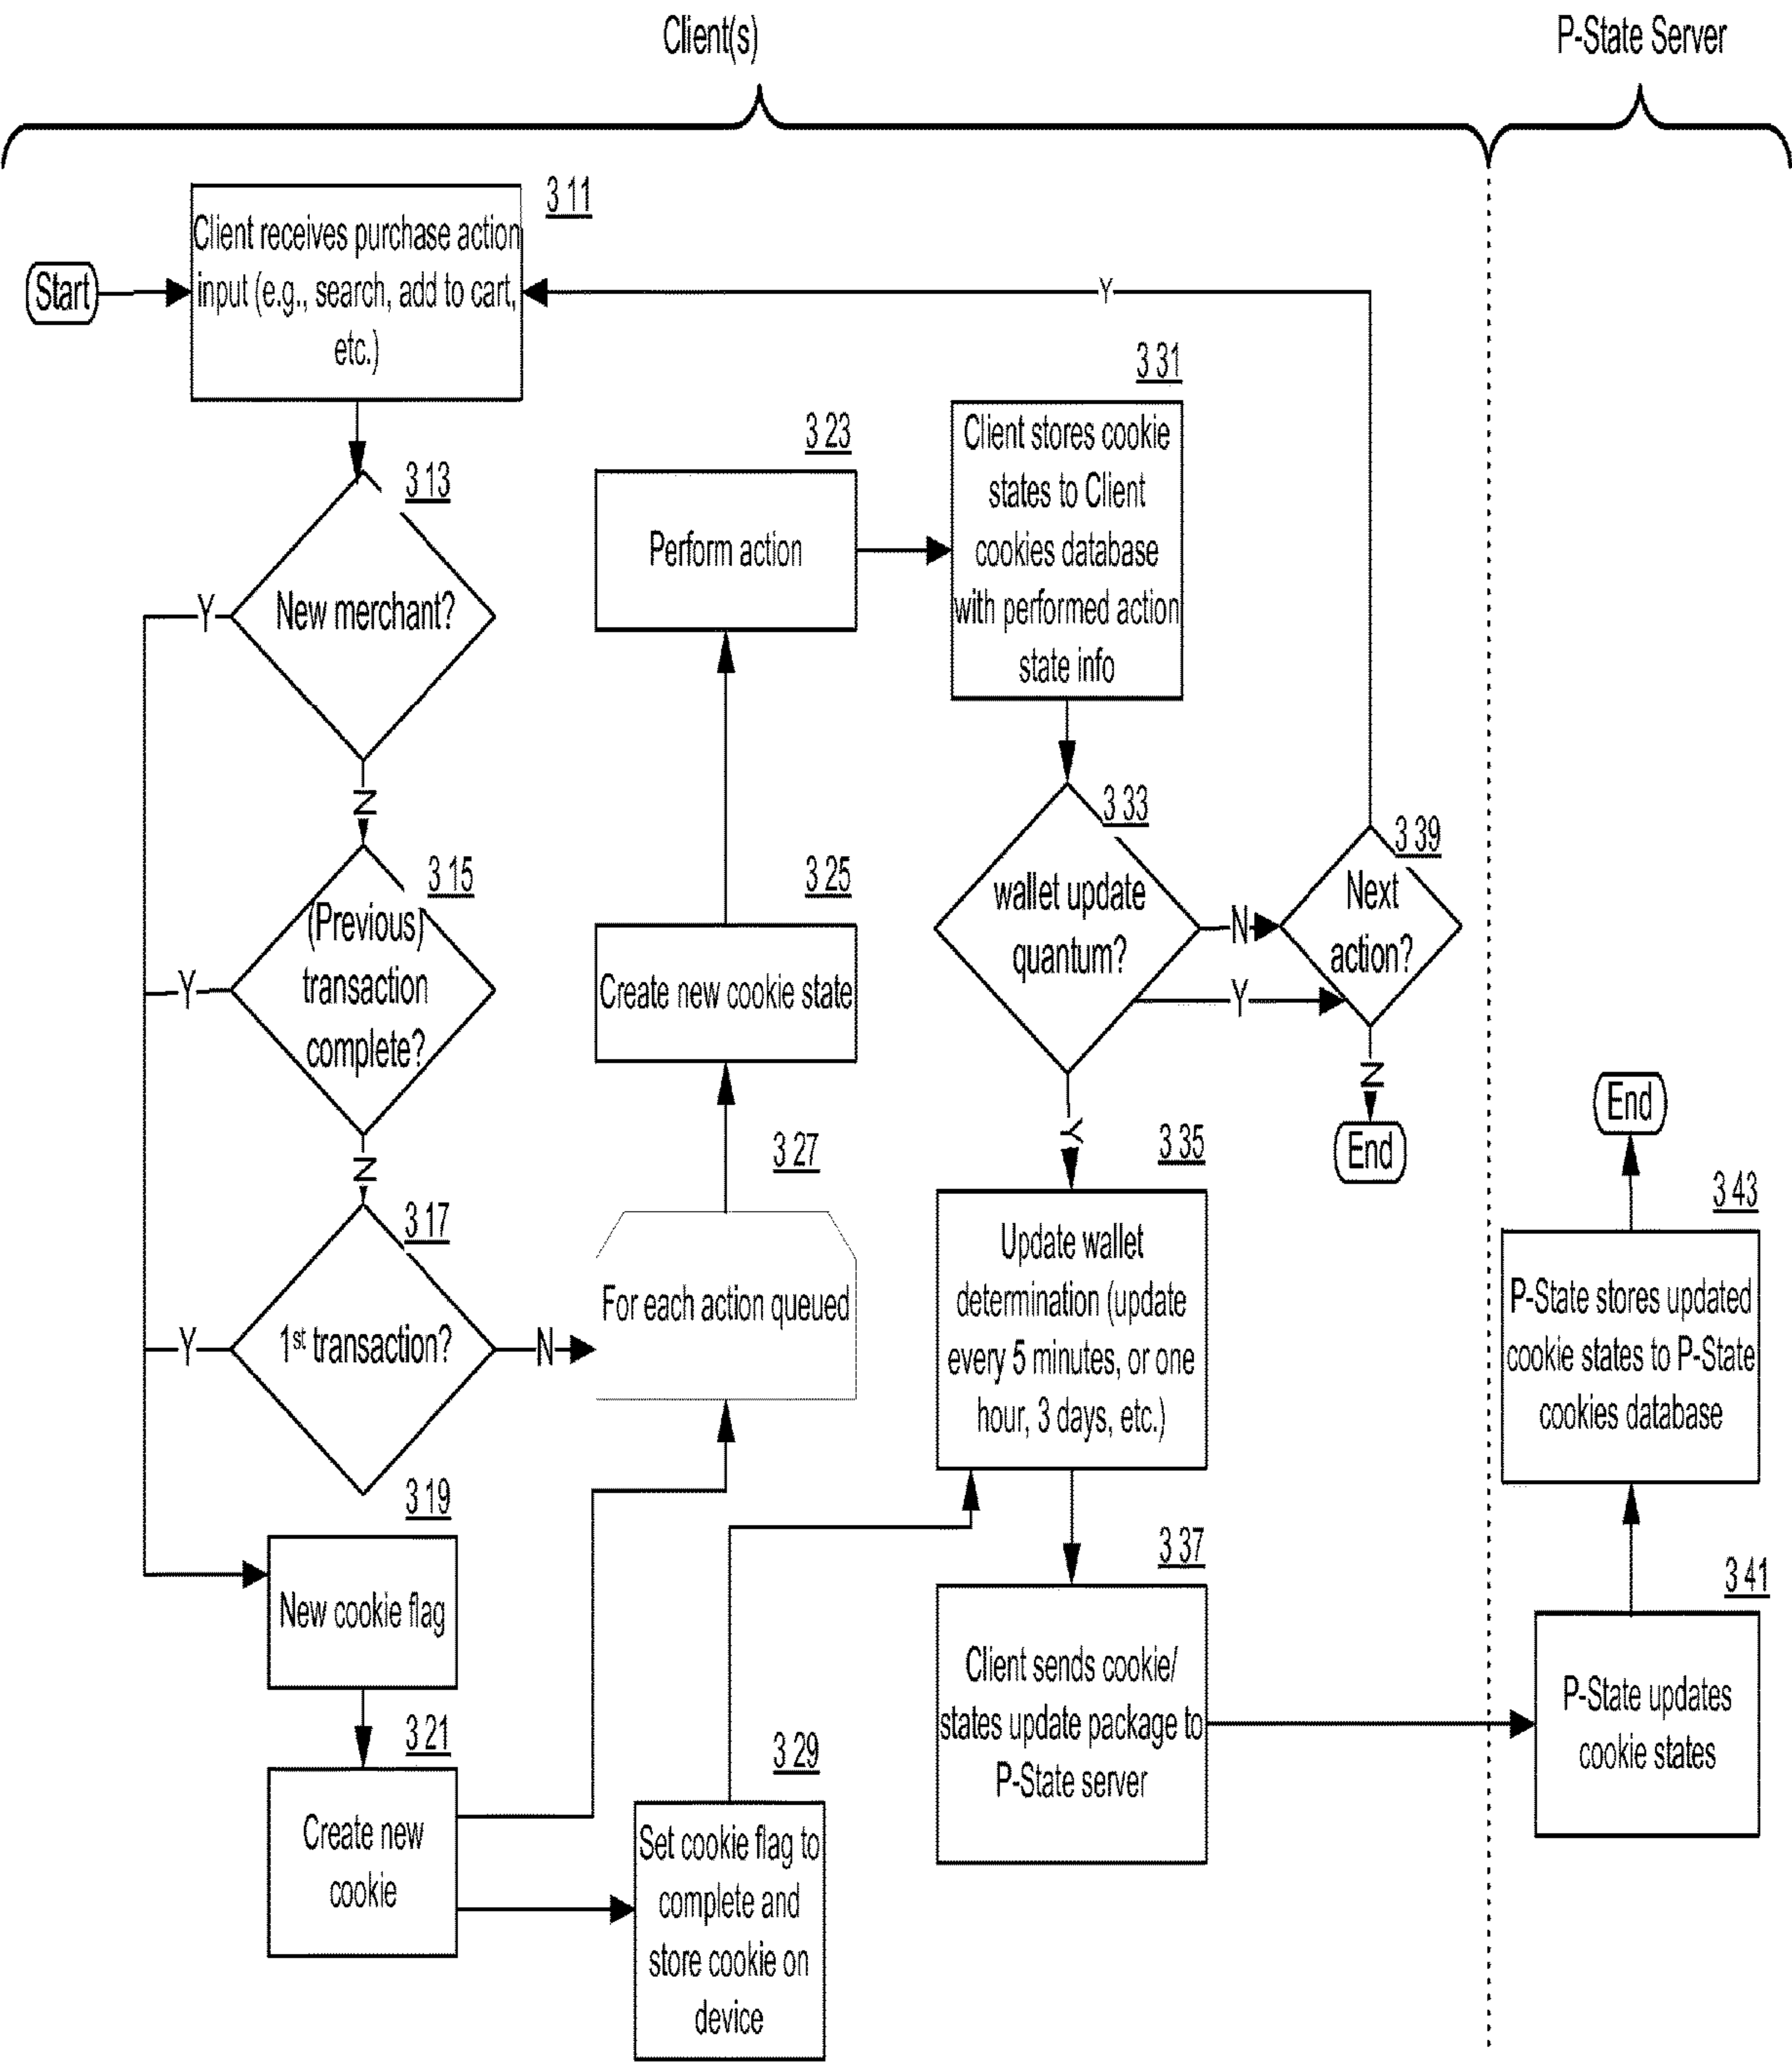 Client(s)
P-State Server
Start
3 11
Client receives purchase action
input (e.g., search, add to cart,
etc.)
Y
3 13
New merchant?
Y
N
3 15
(Previous)
transaction
complete?
Y
N
3 17
1st transaction?
Y
N
3 19
New cookie flag
3 21
Create new
cookie
3 23
Perform action
3 25
Create new cookie state
3 27
For each action queued
3 29
Set cookie flag to
complete and
store cookie on
device
3 31
Client stores cookie
states to Client
cookies database
with performed action
state info
3 33
wallet update
quantum?
N
Y
Y
3 39
Next
action?
N
End
3 35
Update wallet
determination (update
every 5 minutes, or one
hour, 3 days, etc.)
3 37
Client sends cookie/
states update package to
P-State server
End
3 43
P-State stores updated
cookie states to P-State
cookies database
3 41
P-State updates
cookie states